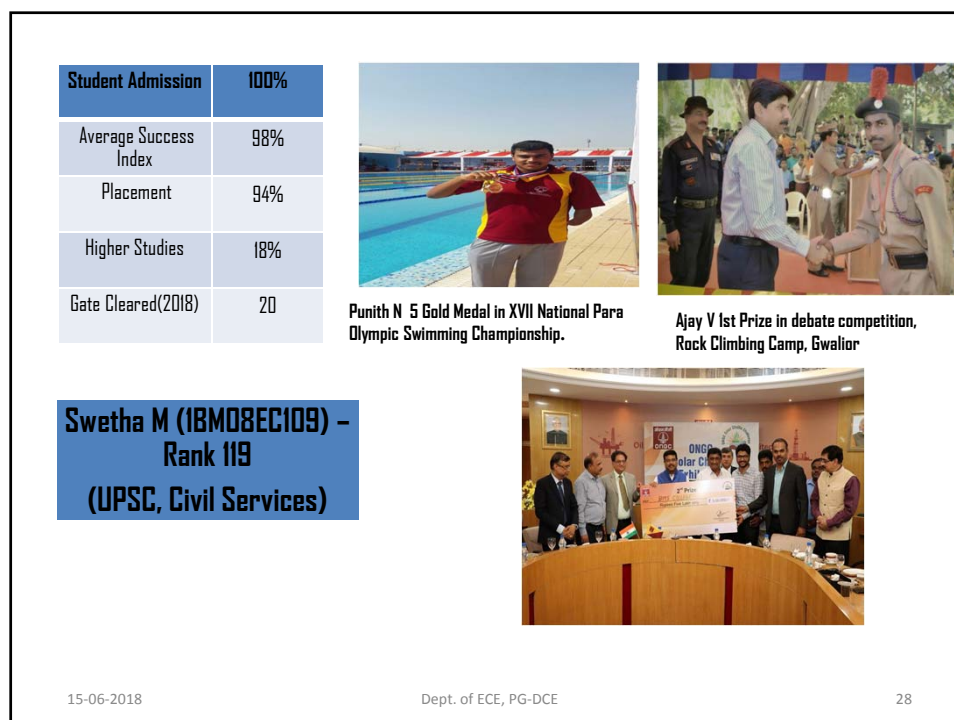 Student Admission 100%
Average Success Index 98%
Placement 94%
Higher Studies 18%
Gate Cleared(2018) 20
Punith N 5 Gold Medal in XVII National Para
Olympic Swimming Championship.
Ajay V 1st Prize in debate competition,
Rock Climbing Camp, Gwalior
Swetha M (1BM08EC109) –
Rank 119
(UPSC, Civil Services)
ONGC
15-06-2018
Dept. of ECE, PG-DCE
28